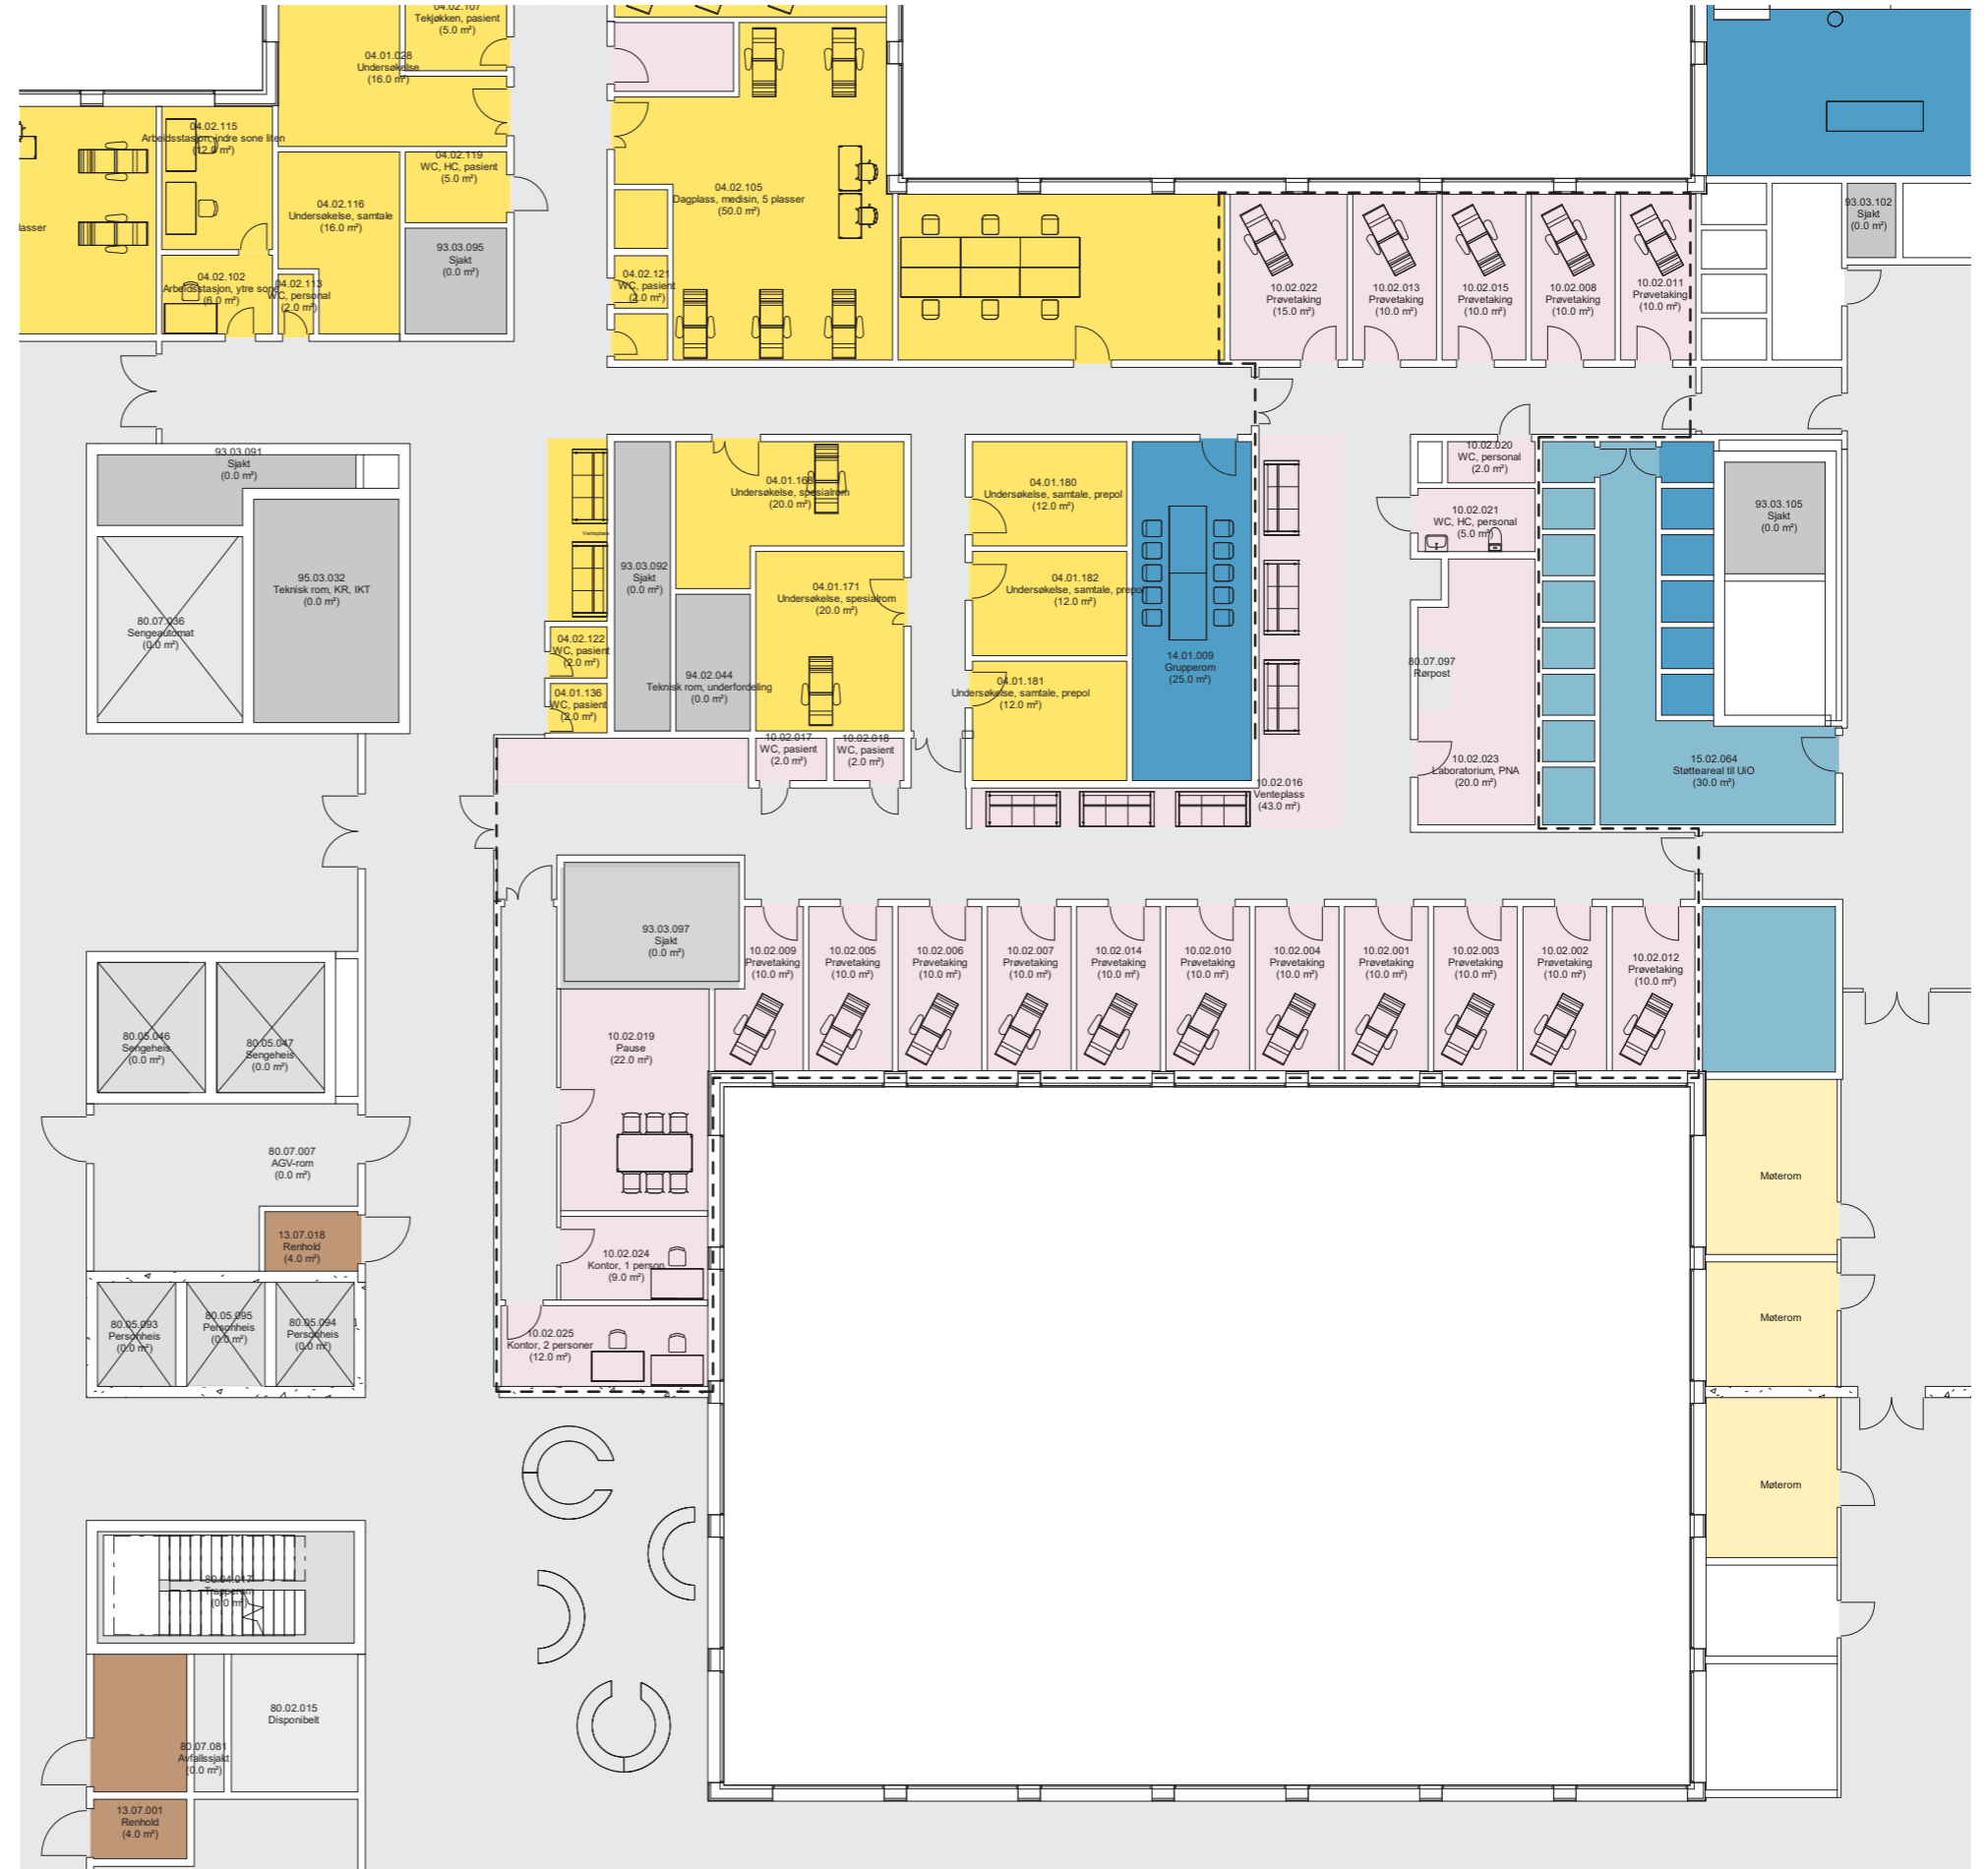 04.02.107
Tekjøkken, pasient
(5.0 m²)
04.01.028
Undersøkelse
(16.0 m²)
04.02.115
Arbeidsstasjon, indre sone liten
(12.0 m²)
04.02.119
WC, HC, pasient
(5.0 m²)
04.02.116
Undersøkelse, samtale
(16.0 m²)
lasser
93.03.095
Sjakt
(0.0 m²)
04.02.102
Arbeidsstasjon, ytre sone
(6.0 m²)
04.02.113
WC, personal
(2.0 m²)
04.02.105
Dagplass, medisin, 5 plasser
(50.0 m²)
04.02.121
WC, pasient
(2.0 m²)
10.02.022
Prøvetaking
(15.0 m²)
10.02.013
Prøvetaking
(10.0 m²)
10.02.015
Prøvetaking
(10.0 m²)
10.02.008
Prøvetaking
(10.0 m²)
10.02.011
Prøvetaking
(10.0 m²)
93.03.102
Sjakt
(0.0 m²)
93.03.091
Sjakt
(0.0 m²)
95.03.032
Teknisk rom, KR, IKT
(0.0 m²)
80.07.036
Sengeautomat
(0.0 m²)
Venteplass
93.03.092
Sjakt
(0.0 m²)
04.01.168
Undersøkelse, spesialrom
(20.0 m²)
04.01.171
Undersøkelse, spesialrom
(20.0 m²)
04.02.122
WC, pasient
(2.0 m²)
04.01.136
WC, pasient
(2.0 m²)
94.02.044
Teknisk rom, underfordeling
(0.0 m²)
04.01.180
Undersøkelse, samtale, prepol
(12.0 m²)
04.01.182
Undersøkelse, samtale, prepol
(12.0 m²)
04.01.181
Undersøkelse, samtale, prepol
(12.0 m²)
14.01.009
Grupperom
(25.0 m²)
10.02.020
WC, personal
(2.0 m²)
10.02.021
WC, HC, personal
(5.0 m²)
93.03.105
Sjakt
(0.0 m²)
80.07.097
Rørpost
10.02.017
WC, pasient
(2.0 m²)
10.02.018
WC, pasient
(2.0 m²)
10.02.016
Venteplass
(43.0 m²)
10.02.023
Laboratorium, PNA
(20.0 m²)
15.02.064
Støtteareal til UiO
(30.0 m²)
93.03.097
Sjakt
(0.0 m²)
10.02.009
Prøvetaking
(10.0 m²)
10.02.005
Prøvetaking
(10.0 m²)
10.02.006
Prøvetaking
(10.0 m²)
10.02.007
Prøvetaking
(10.0 m²)
10.02.014
Prøvetaking
(10.0 m²)
10.02.010
Prøvetaking
(10.0 m²)
10.02.004
Prøvetaking
(10.0 m²)
10.02.001
Prøvetaking
(10.0 m²)
10.02.003
Prøvetaking
(10.0 m²)
10.02.002
Prøvetaking
(10.0 m²)
10.02.012
Prøvetaking
(10.0 m²)
80.05.046
Sengeheis
(0.0 m²)
80.05.047
Sengeheis
(0.0 m²)
10.02.019
Pause
(22.0 m²)
80.07.007
AGV-rom
(0.0 m²)
Møterom
13.07.018
Renhold
(4.0 m²)
10.02.024
Kontor, 1 person
(9.0 m²)
80.05.093
Personheis
(0.0 m²)
80.05.095
Personheis
(0.0 m²)
80.05.094
Personheis
(0.0 m²)
10.02.025
Kontor, 2 personer
(12.0 m²)
Møterom
Møterom
80.04.017
Trapperom
(0.0 m²)
80.02.015
Disponibelt
80.07.081
Avfallssjakt
(0.0 m²)
13.07.001
Renhold
(4.0 m²)